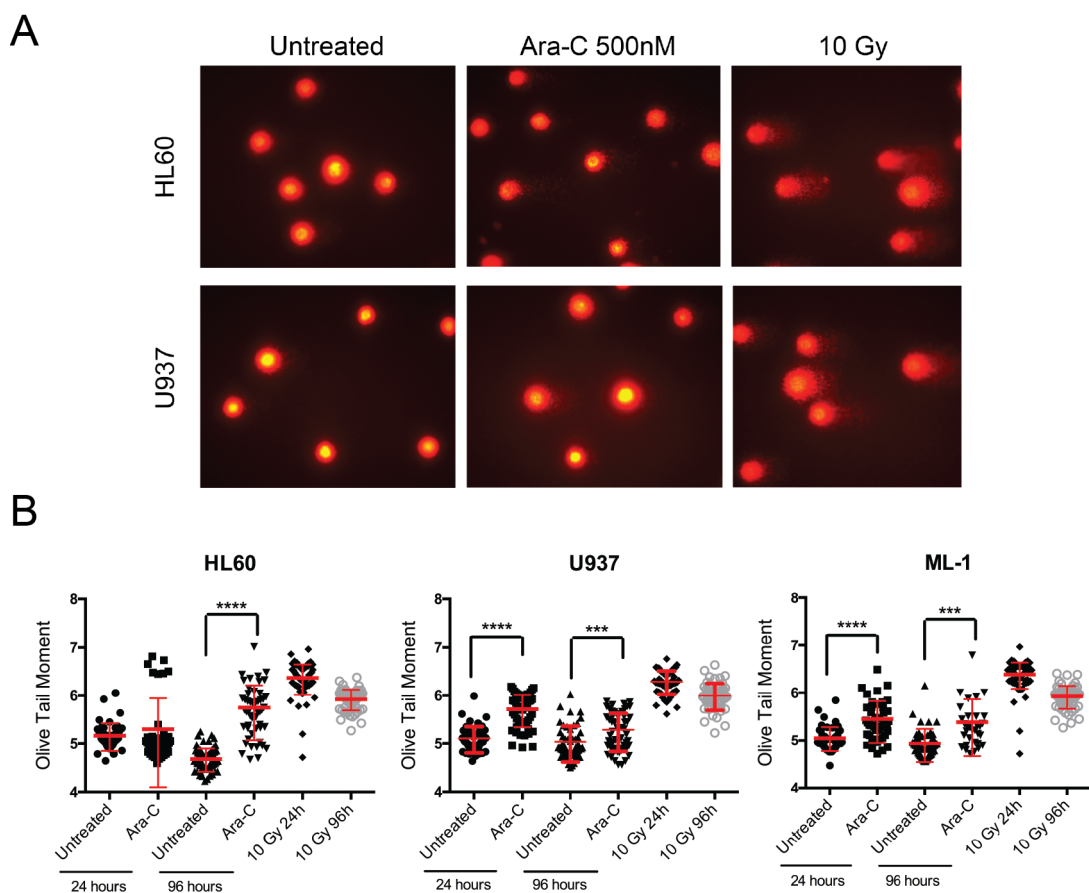 A
Untreated Ara-C 500nM 10 Gy
HL60
U937
B
HL60
Olive Tail Moment
8
7
6
5
4
****
Untreated
Ara-C
Untreated
Ara-C
10 Gy 24h
10 Gy 96h
24 hours 96 hours
U937
Olive Tail Moment
8
7
6
5
4
****
***
Untreated
Ara-C
Untreated
Ara-C
10 Gy 24h
10 Gy 96h
24 hours 96 hours
ML-1
Olive Tail Moment
8
7
6
5
4
****
***
Untreated
Ara-C
Untreated
Ara-C
10 Gy 24h
10 Gy 96h
24 hours 96 hours